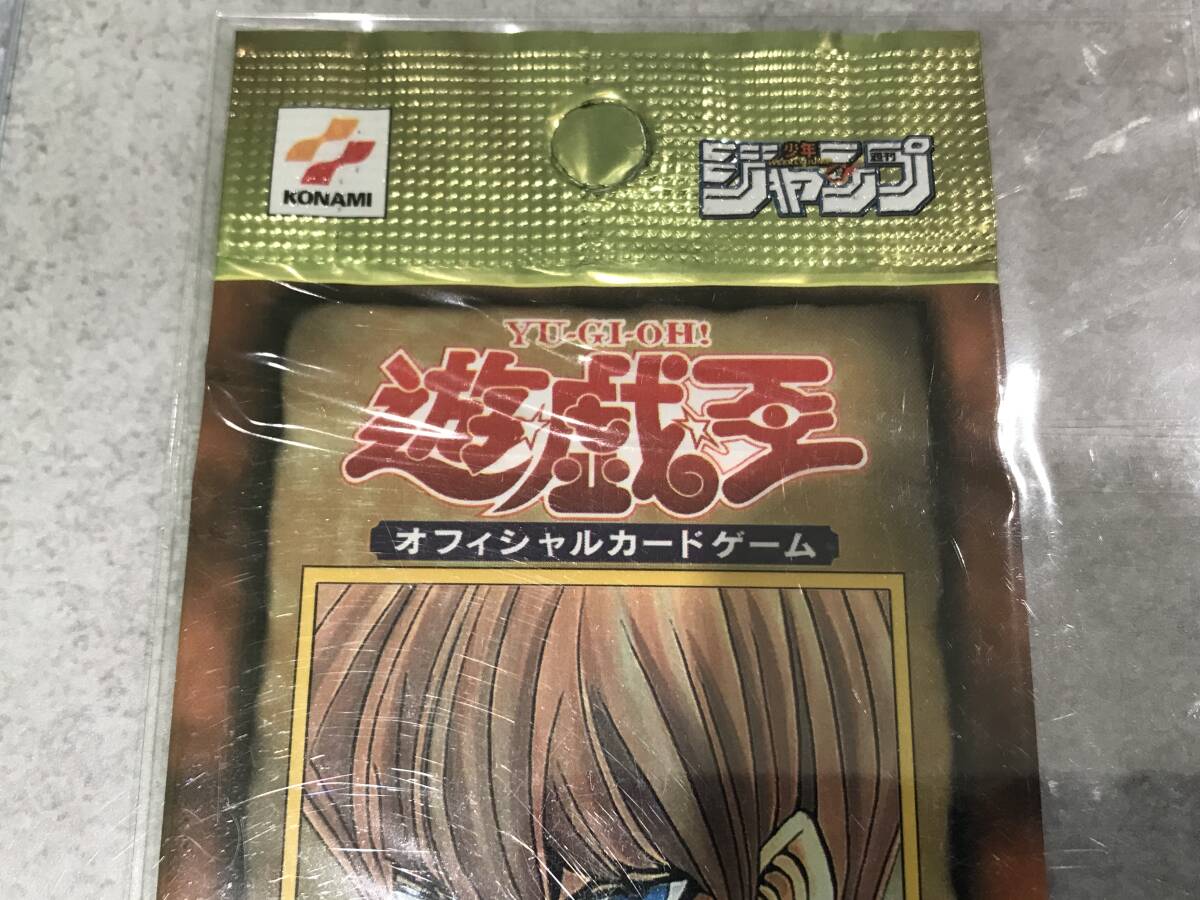 KONAMI
週刊
少年
ジャンプ
YU-GI-OH!
遊戯王
オフィシャルカードゲーム